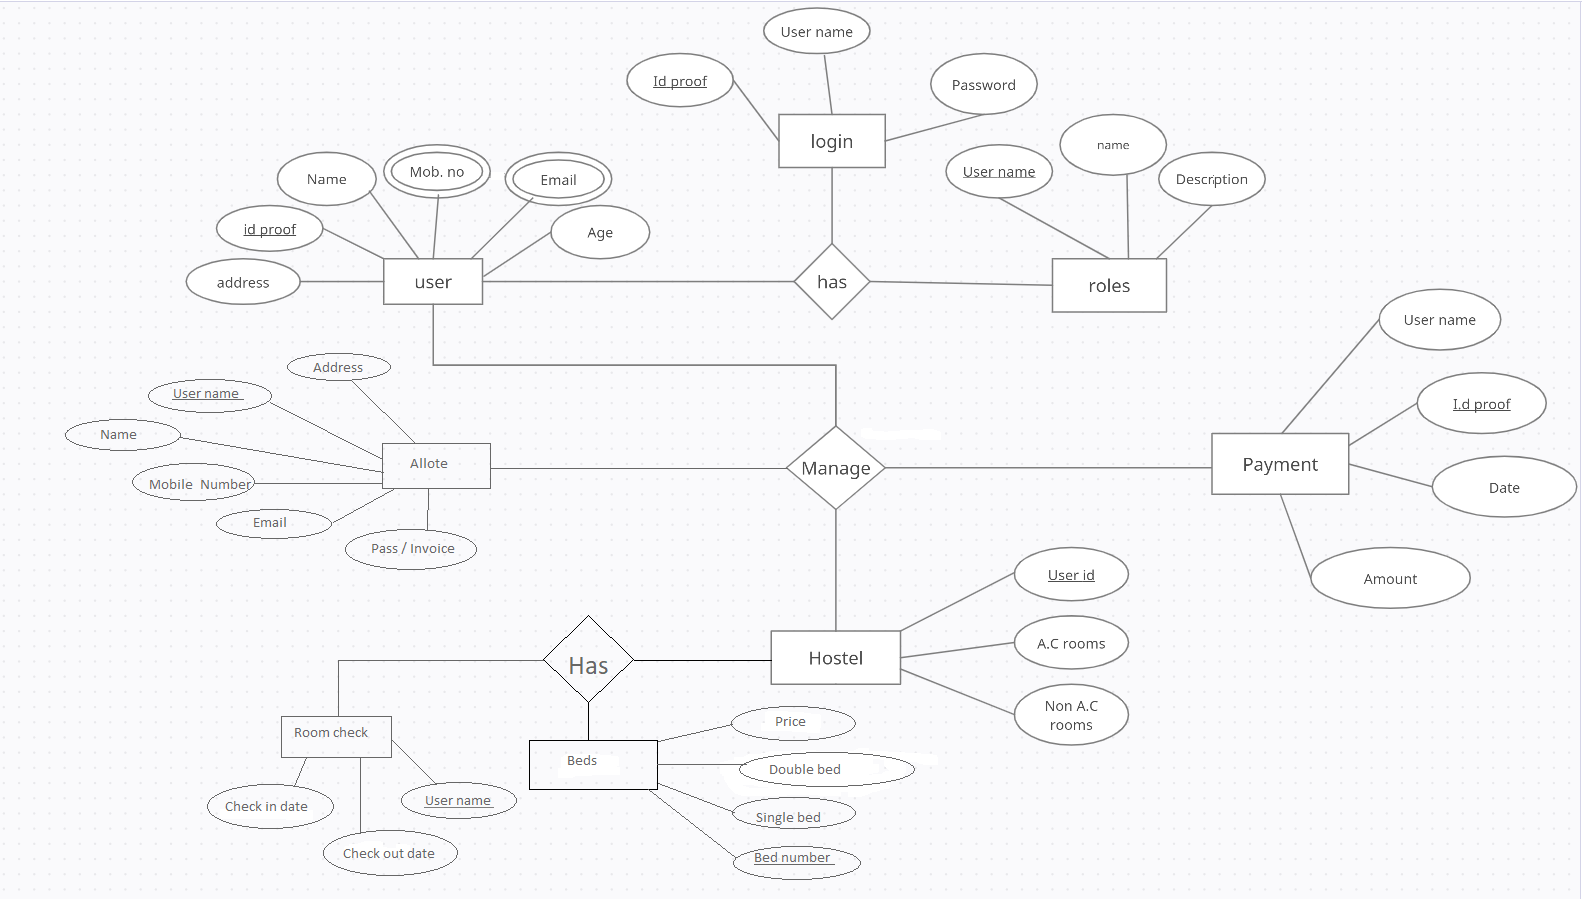 User name
Id proof
Password
login
name
User name
Description
Name
Mob. no
Email
id proof
Age
address
user
has
roles
User name
Address
User name
Name
I.d proof
Allote
Manage
Payment
Mobile Number
Date
Email
Pass / Invoice
User id
Amount
A.C rooms
Has
Hostel
Non A.C
rooms
Room check
Price
Beds
Double bed
Check in date
User name
Single bed
Check out date
Bed number